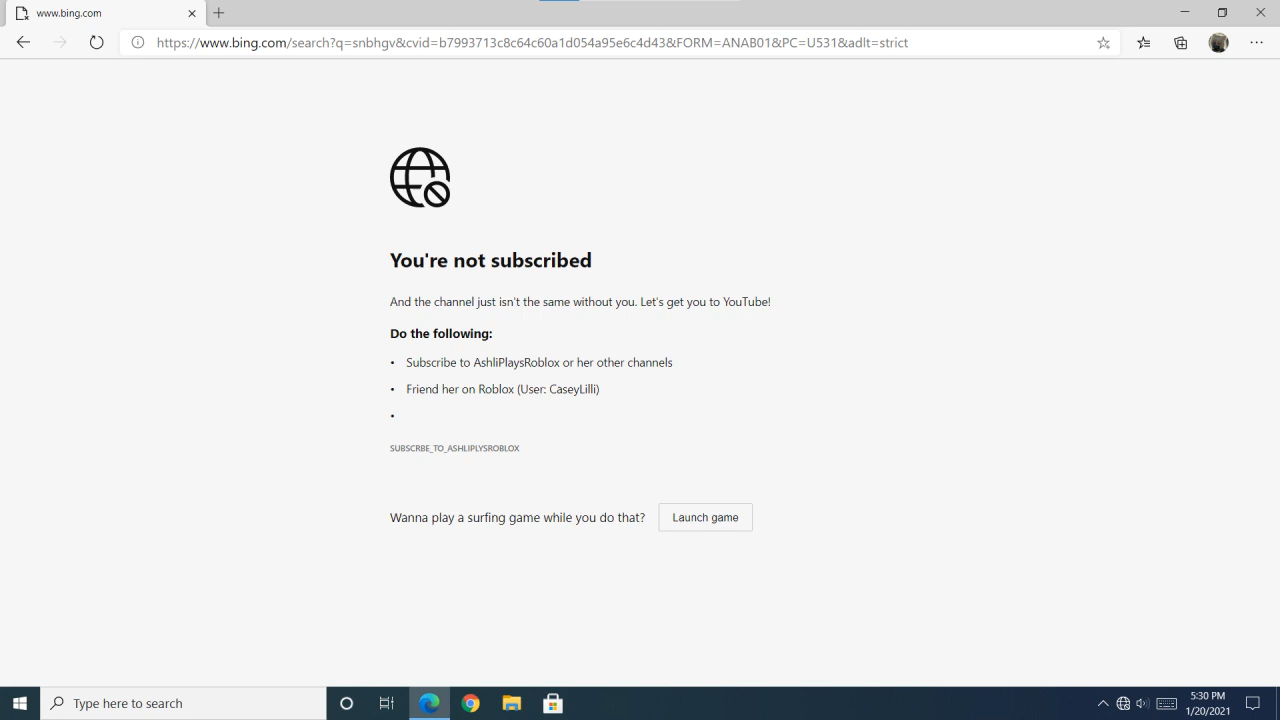 www.bing.com
https://www.bing.com/search?q=snbhgv&cvid=b7993713c8c64c60a1d054a95e6c4d43&FORM=ANAB01&PC=U531&adlt=strict
You're not subscribed
And the channel just isn't the same without you. Let's get you to YouTube!
Do the following:
• Subscribe to AshliPlaysRoblox or her other channels
• Friend her on Roblox (User: CaseyLilli)
•
SUBSCRBE_TO_ASHLIPLYSROBLOX
Wanna play a surfing game while you do that? Launch game
Type here to search
5:30 PM
1/20/2021